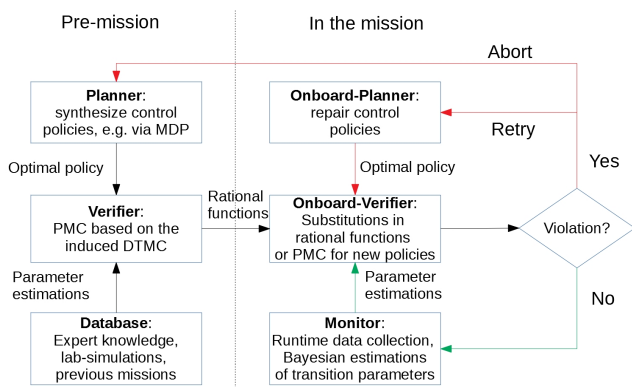 Pre-mission
In the mission
Abort
Planner:
synthesize control
policies, e.g. via MDP
Onboard-Planner:
repair control
policies
Retry
Optimal policy
Optimal policy
Yes
Verifier:
PMC based on the
induced DTMC
Rational
functions
Onboard-Verifier:
Substitutions in
rational functions
or PMC for new policies
Violation?
Parameter
estimations
Parameter
estimations
No
Database:
Expert knowledge,
lab-simulations,
previous missions
Monitor:
Runtime data collection,
Bayesian estimations
of transition parameters